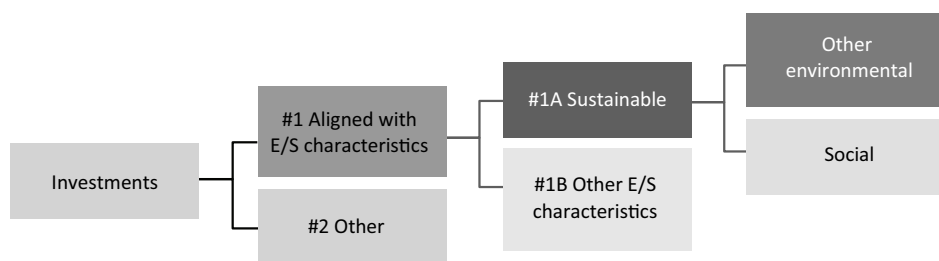 Investments
#1 Aligned with
E/S characteristics
#2 Other
#1A Sustainable
#1B Other E/S
characteristics
Other
environmental
Social